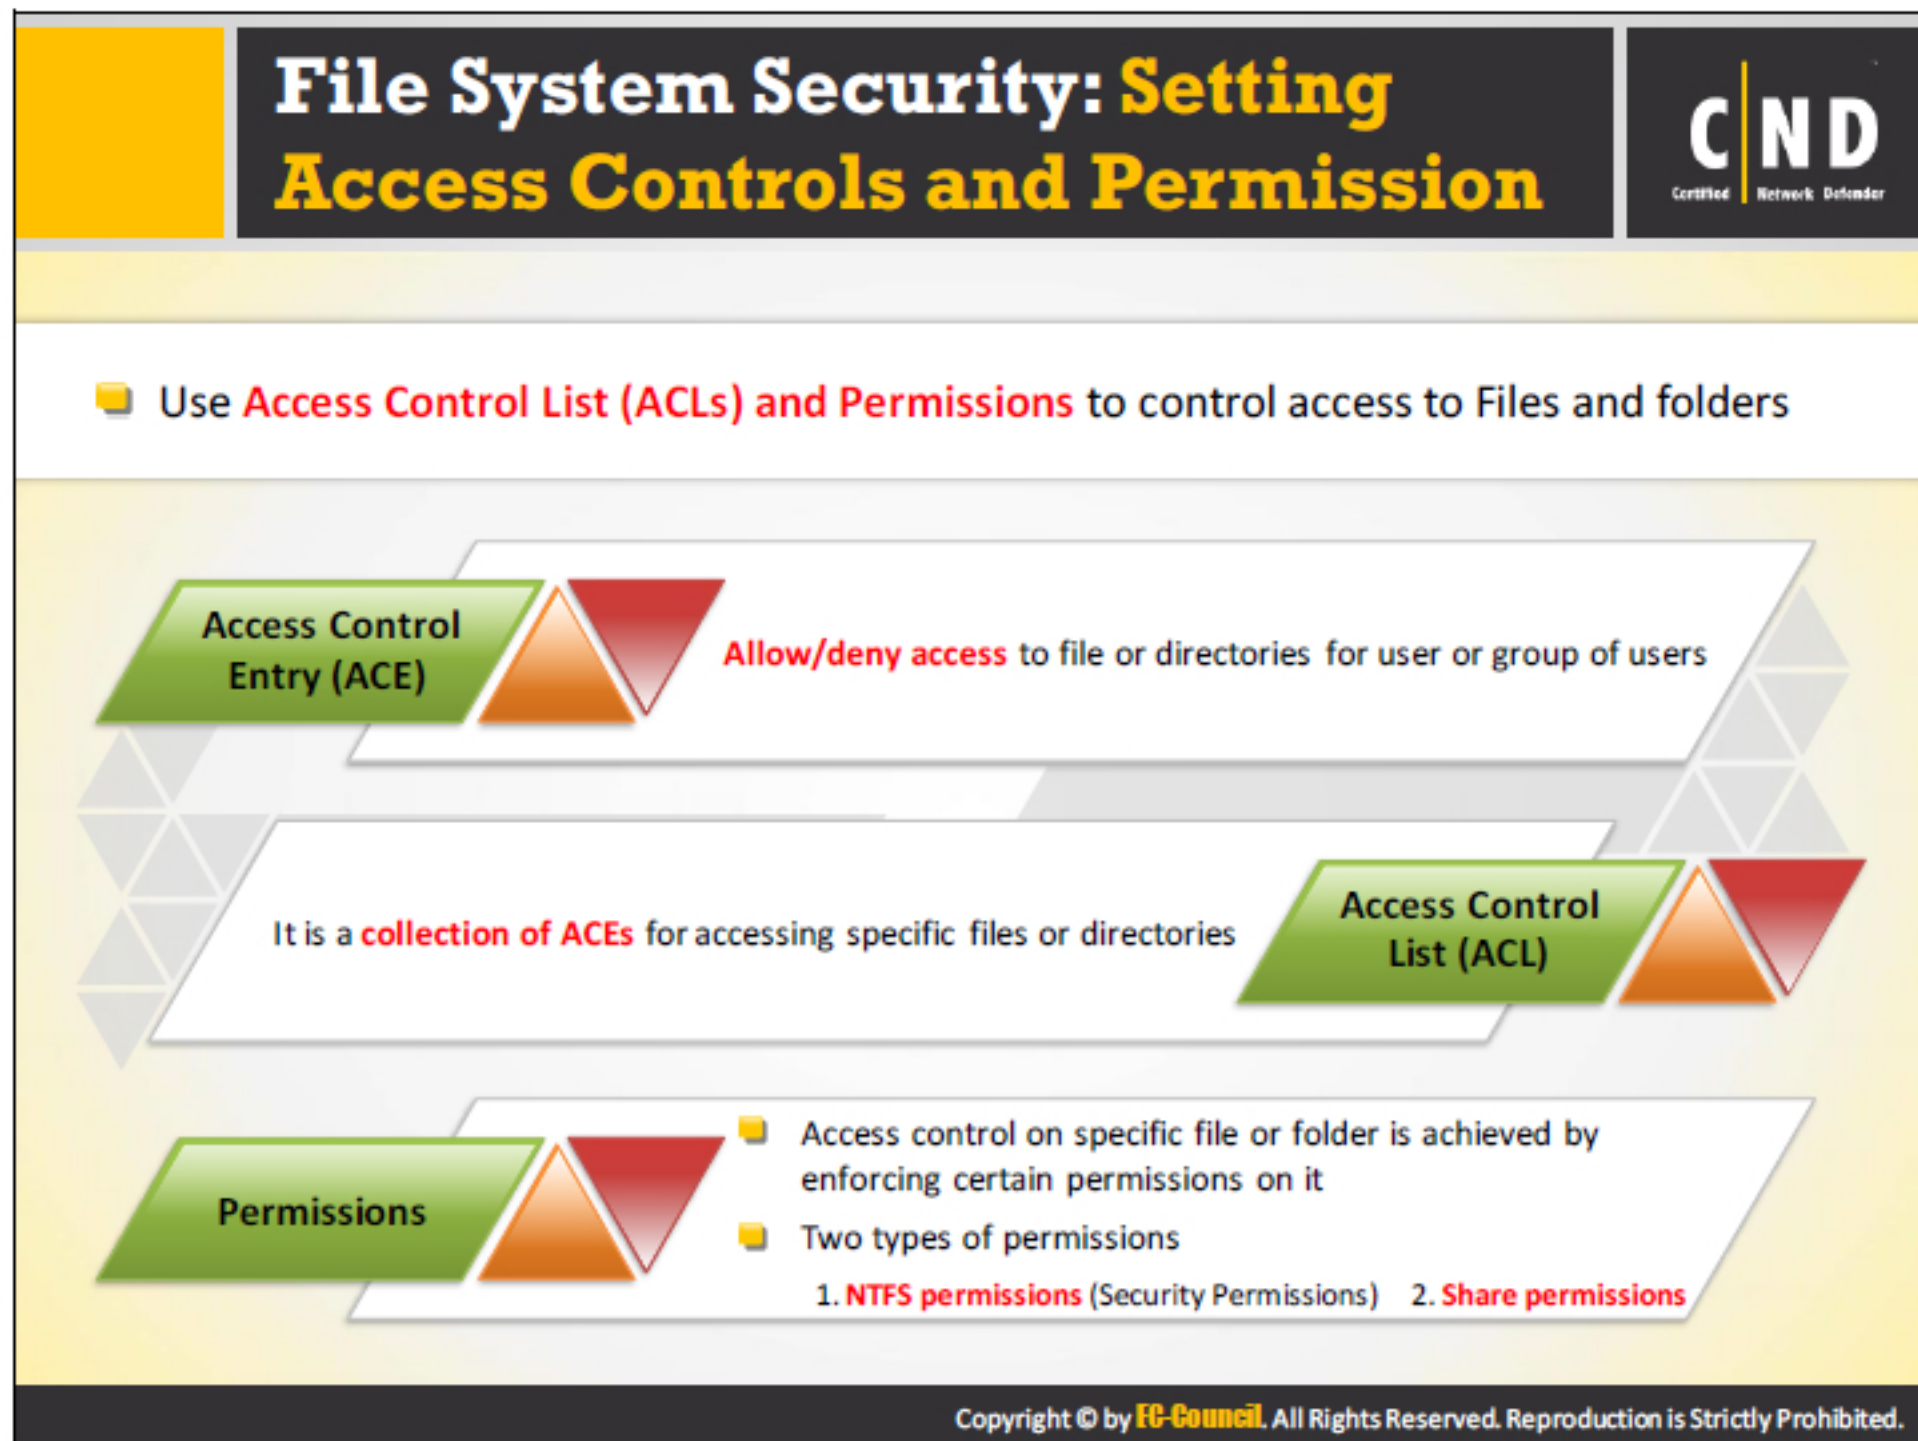 File System Security: Setting
Access Controls and Permission
C|ND
Certified Network Defender
Use Access Control List (ACLs) and Permissions to control access to Files and folders
Access Control
Entry (ACE)
Allow/deny access to file or directories for user or group of users
It is a collection of ACEs for accessing specific files or directories
Access Control
List (ACL)
Permissions
Access control on specific file or folder is achieved by
enforcing certain permissions on it
Two types of permissions
1. NTFS permissions (Security Permissions) 2. Share permissions
Copyright © by EC-Council. All Rights Reserved. Reproduction is Strictly Prohibited.